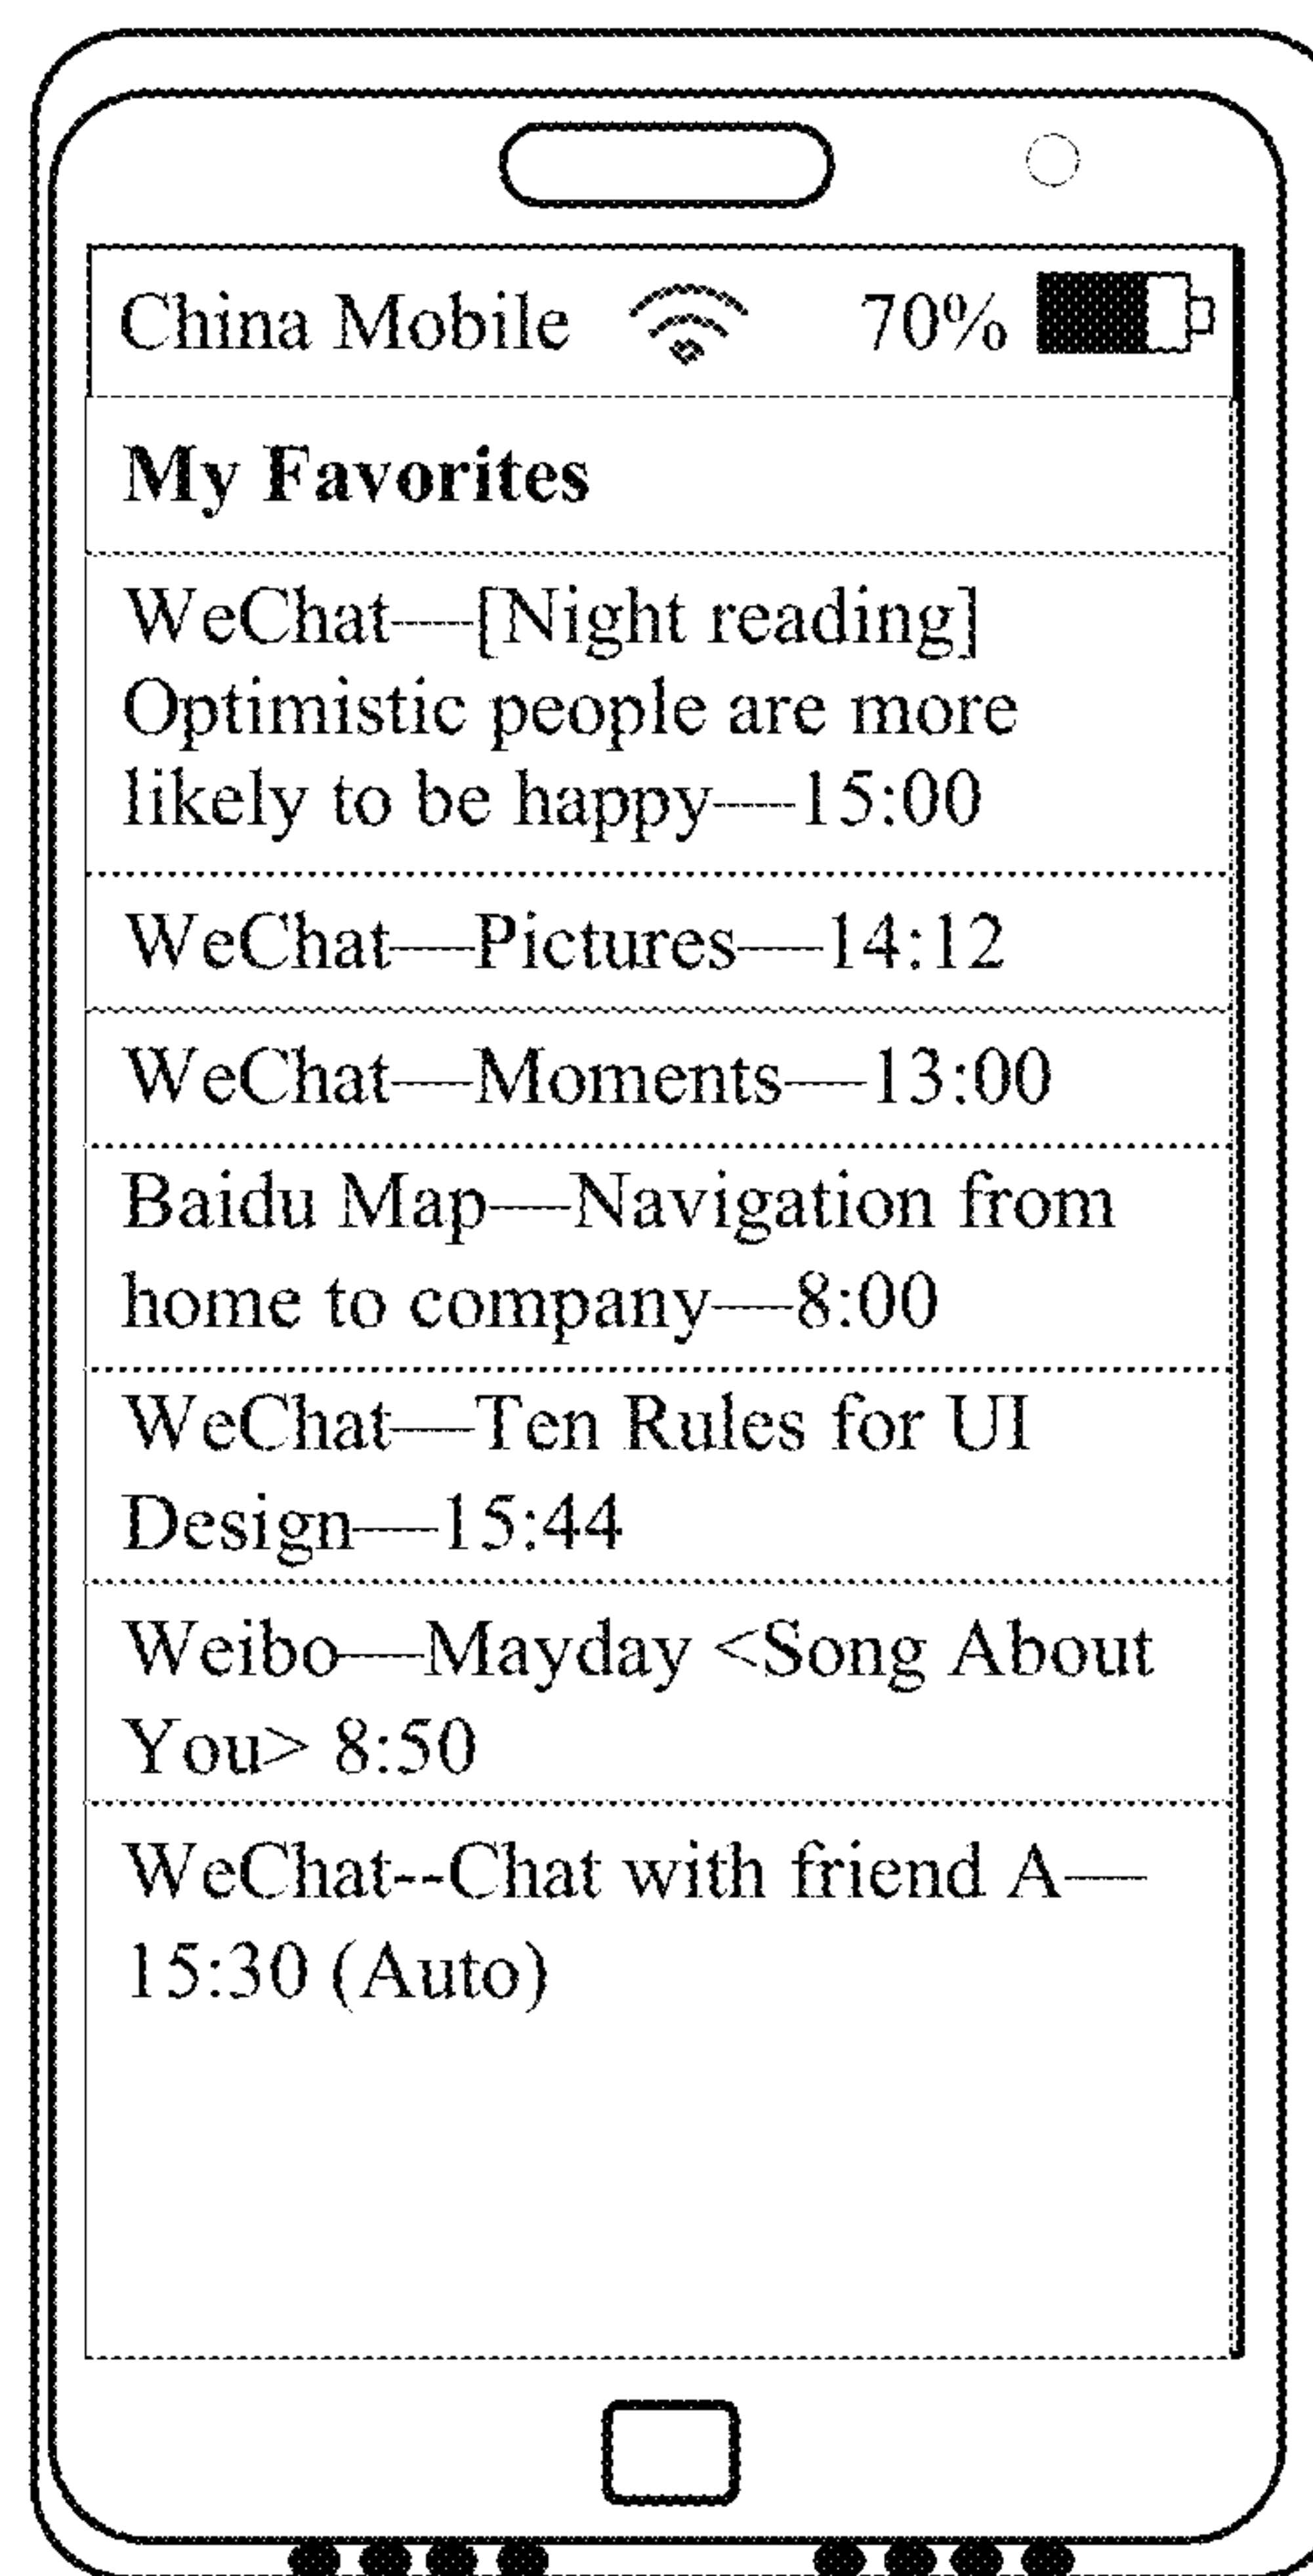 China Mobile 70%
My Favorites
WeChat—[Night reading]
Optimistic people are more
likely to be happy—15:00
WeChat—Pictures—14:12
WeChat—Moments—13:00
Baidu Map—Navigation from
home to company—8:00
WeChat—Ten Rules for UI
Design—15:44
Weibo—Mayday <Song About
You> 8:50
WeChat--Chat with friend A—
15:30 (Auto)